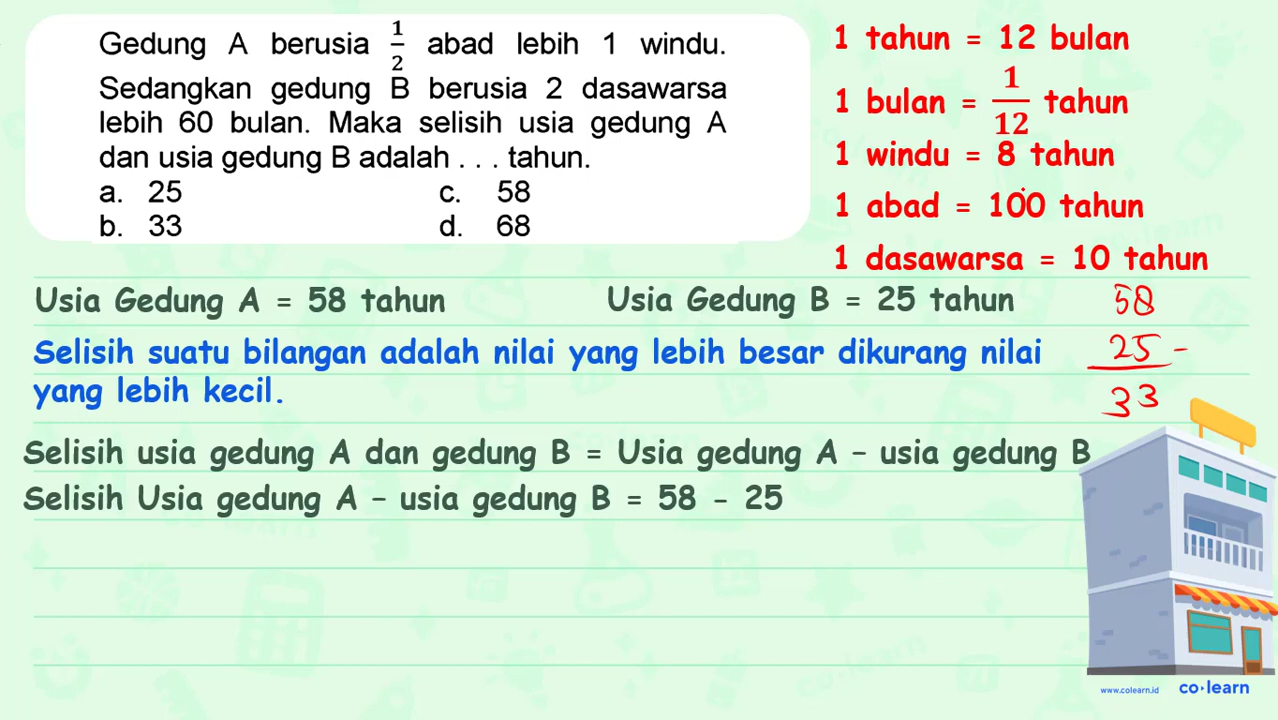 Gedung A berusia 1/2 abad lebih 1 windu.
Sedangkan gedung B berusia 2 dasawarsa
lebih 60 bulan. Maka selisih usia gedung A
dan usia gedung B adalah . . . tahun.
a. 25 c. 58
b. 33 d. 68
1 tahun = 12 bulan
1 bulan = 1/12 tahun
1 windu = 8 tahun
1 abad = 100 tahun
1 dasawarsa = 10 tahun
Usia Gedung A = 58 tahun Usia Gedung B = 25 tahun
58
25 -
33
Selisih suatu bilangan adalah nilai yang lebih besar dikurang nilai
yang lebih kecil.
Selisih usia gedung A dan gedung B = Usia gedung A – usia gedung B
Selisih Usia gedung A – usia gedung B = 58 - 25
www.colearn.id co·learn